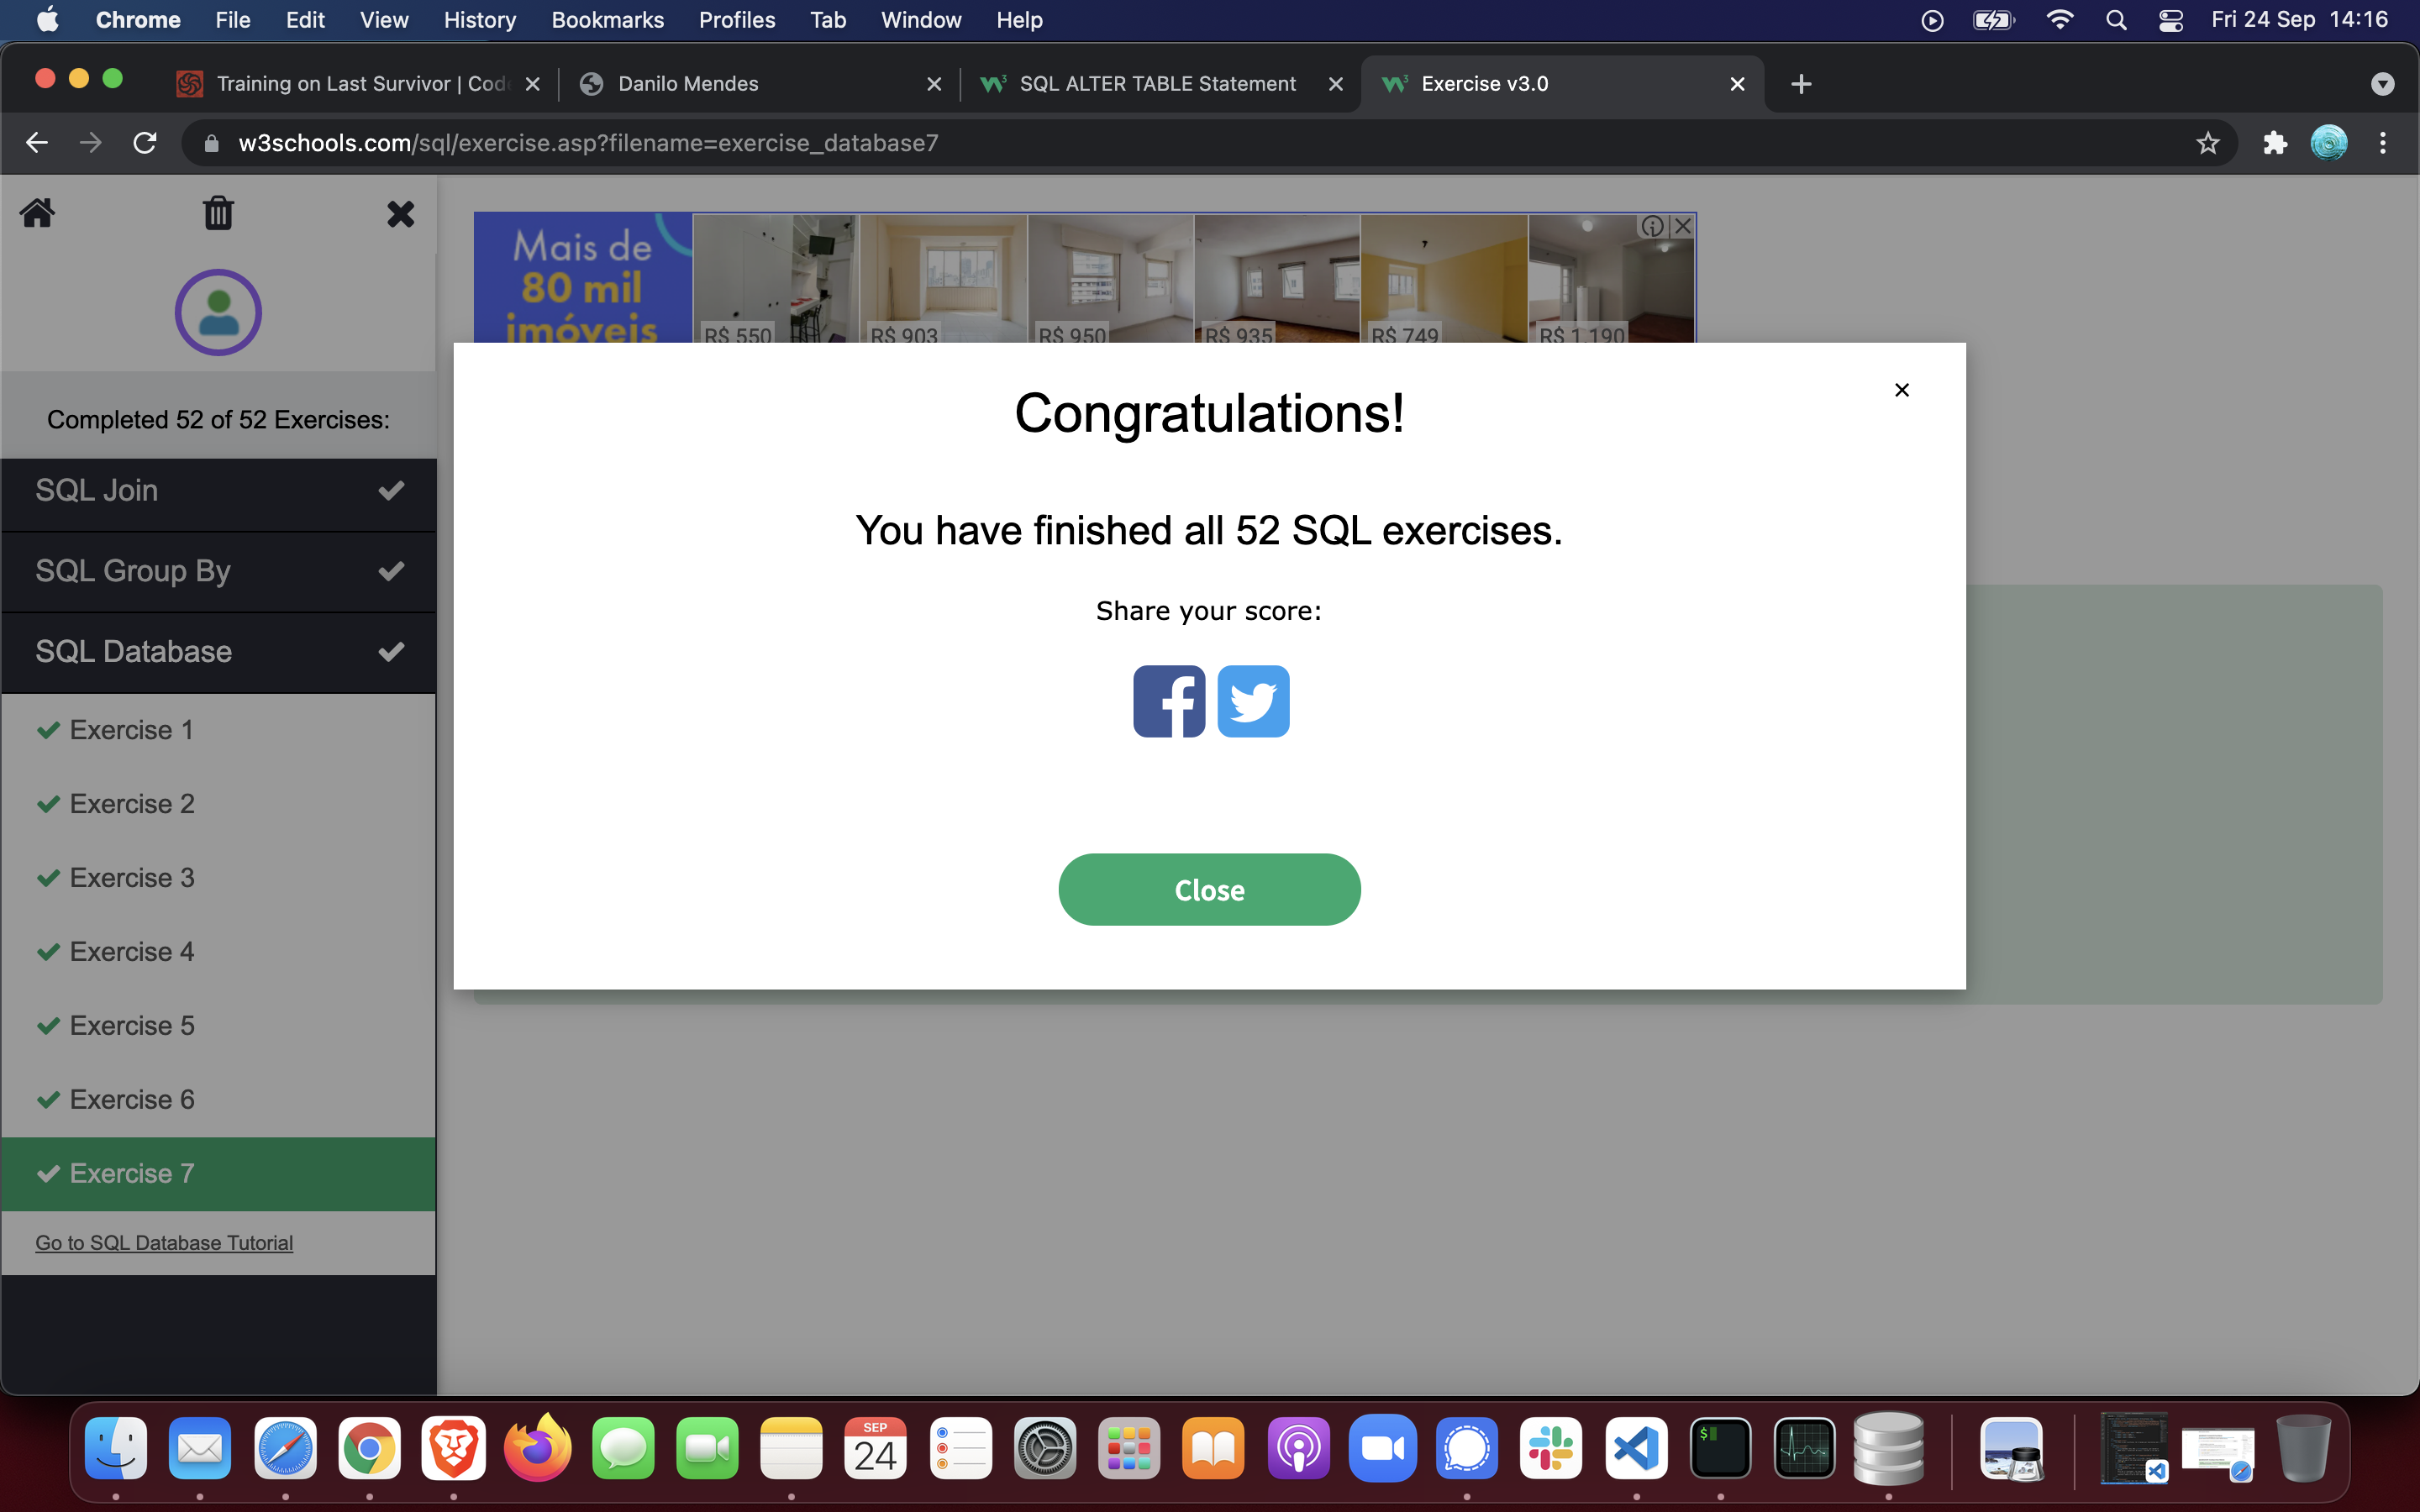 Chrome File Edit View History Bookmarks Profiles Tab Window Help Fri 24 Sep 14:16
Training on Last Survivor | Cod
Danilo Mendes
SQL ALTER TABLE Statement
Exercise v3.0
w3schools.com/sql/exercise.asp?filename=exercise_database7
Mais de
80 mil
imóveis
R$ 550
R$ 903
R$ 950
R$ 935
R$ 749
R$ 1.190
Completed 52 of 52 Exercises:
SQL Join
SQL Group By
SQL Database
Exercise 1
Exercise 2
Exercise 3
Exercise 4
Exercise 5
Exercise 6
Exercise 7
Go to SQL Database Tutorial
Congratulations!
You have finished all 52 SQL exercises.
Share your score:
Close
SEP
24